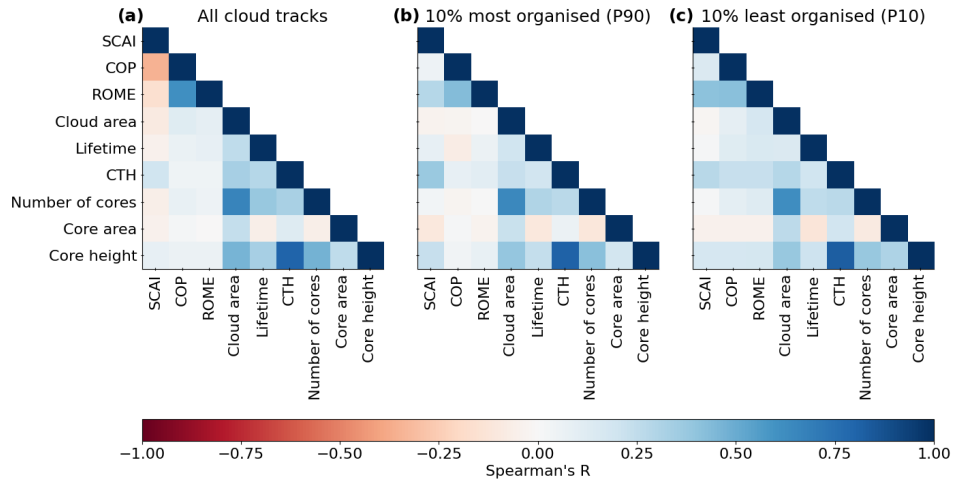 (a) All cloud tracks
(b) 10% most organised (P90)
(c) 10% least organised (P10)
SCAI
COP
ROME
Cloud area
Lifetime
CTH
Number of cores
Core area
Core height
SCAI
COP
ROME
Cloud area
Lifetime
CTH
Number of cores
Core area
Core height
SCAI
COP
ROME
Cloud area
Lifetime
CTH
Number of cores
Core area
Core height
SCAI
COP
ROME
Cloud area
Lifetime
CTH
Number of cores
Core area
Core height
−1.00 −0.75 −0.50 −0.25 0.00 0.25 0.50 0.75 1.00
Spearman's R